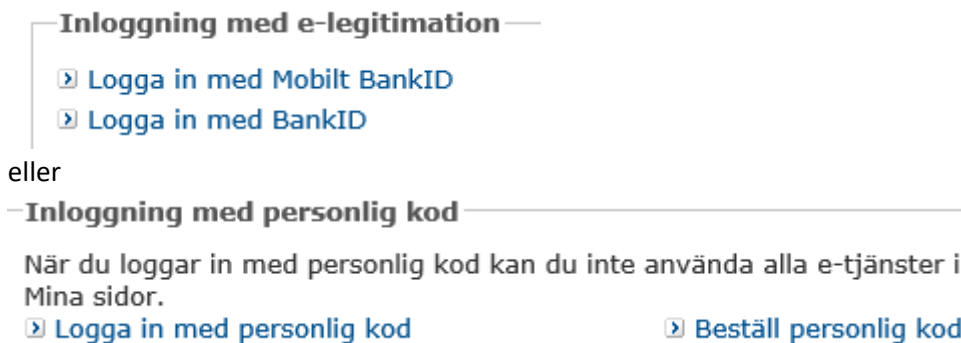 Inloggning med e-legitimation
Logga in med Mobilt BankID
Logga in med BankID
eller
Inloggning med personlig kod
När du loggar in med personlig kod kan du inte använda alla e-tjänster i
Mina sidor.
Logga in med personlig kod Beställ personlig kod